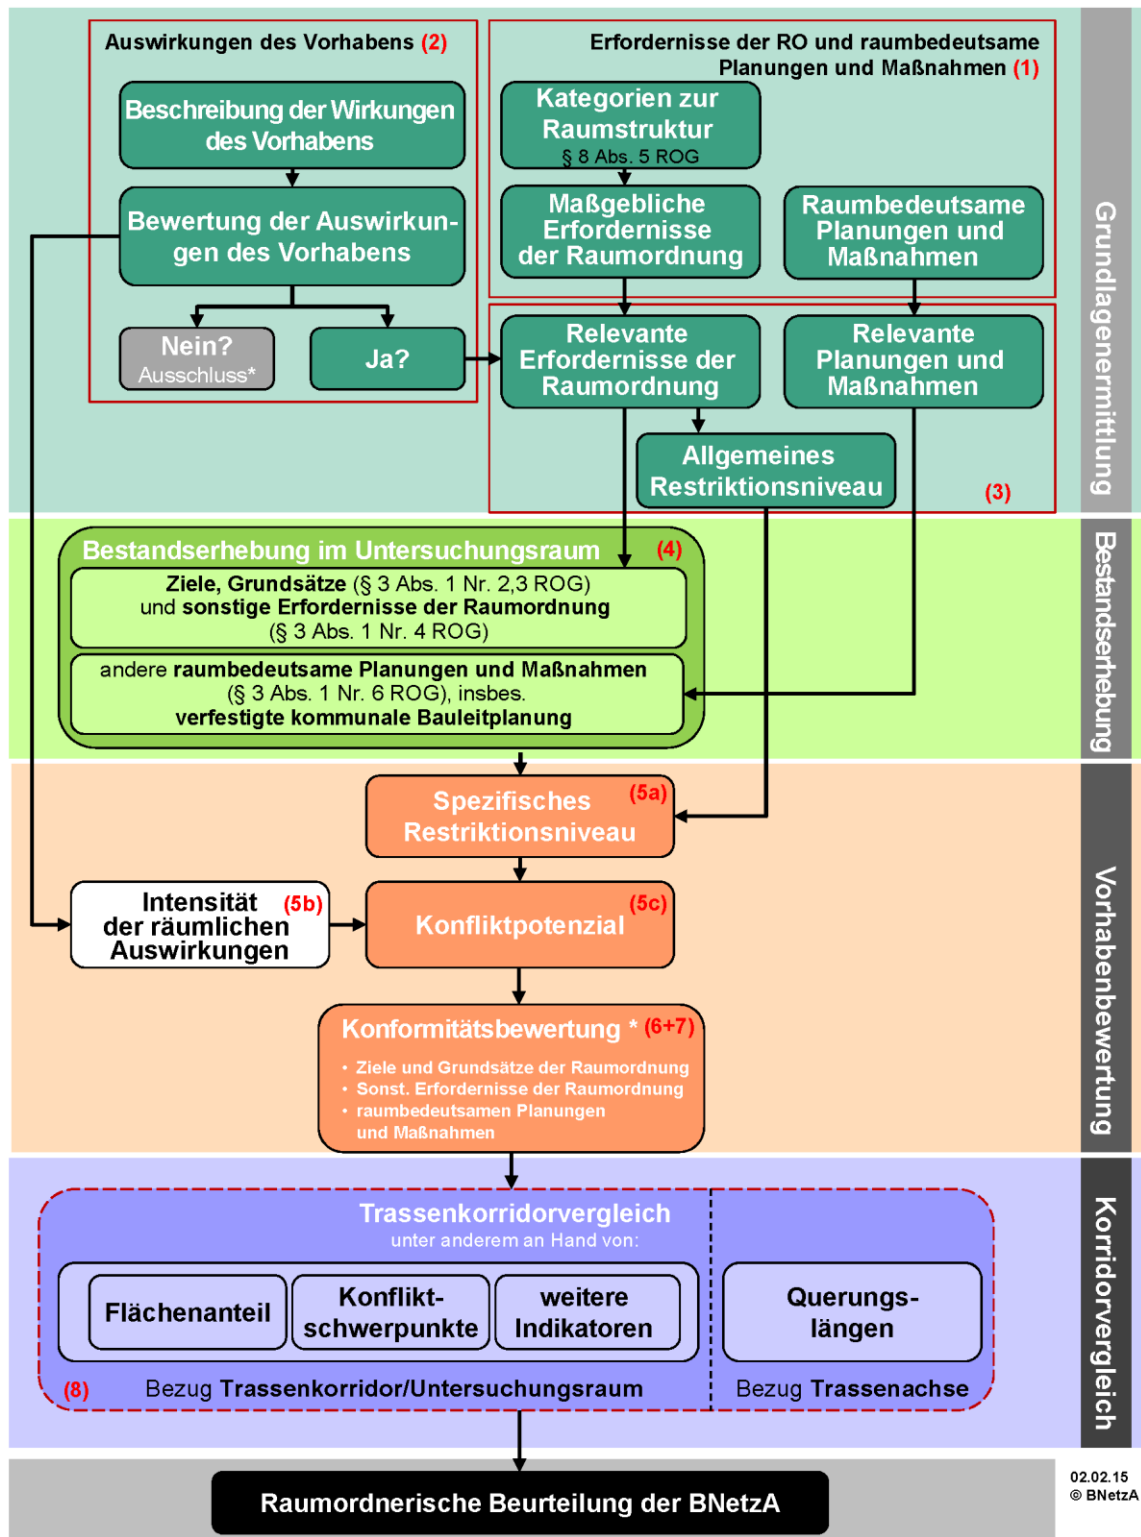 Auswirkungen des Vorhabens (2)
Beschreibung der Wirkungen
des Vorhabens
Bewertung der Auswirkun-
gen des Vorhabens
Nein?
Ausschluss*
Ja?
Erfordernisse der RO und raumbedeutsame
Planungen und Maßnahmen (1)
Kategorien zur
Raumstruktur
§ 8 Abs. 5 ROG
Maßgebliche
Erfordernisse
der Raumordnung
Raumbedeutsame
Planungen und
Maßnahmen
Relevante
Erfordernisse der
Raumordnung
Relevante
Planungen und
Maßnahmen
Allgemeines
Restriktionsniveau
(3)
Grundlagenermittlung
Bestandserhebung im Untersuchungsraum (4)
Ziele, Grundsätze (§ 3 Abs. 1 Nr. 2,3 ROG)
und sonstige Erfordernisse der Raumordnung
(§ 3 Abs. 1 Nr. 4 ROG)
andere raumbedeutsame Planungen und Maßnahmen
(§ 3 Abs. 1 Nr. 6 ROG), insbes.
verfestigte kommunale Bauleitplanung
Bestandserhebung
Spezifisches (5a)
Restriktionsniveau
Intensität (5b)
der räumlichen
Auswirkungen
(5c)
Konfliktpotenzial
Konformitätsbewertung * (6+7)
• Ziele und Grundsätze der Raumordnung
• Sonst. Erfordernisse der Raumordnung
• raumbedeutsamen Planungen
und Maßnahmen
Vorhabenbewertung
Trassenkorridorvergleich
unter anderem an Hand von:
Flächenanteil
Konflikt-
schwerpunkte
weitere
Indikatoren
Querungs-
längen
(8) Bezug Trassenkorridor/Untersuchungsraum
Bezug Trassenachse
Korridorvergleich
Raumordnerische Beurteilung der BNetzA
02.02.15
© BNetzA